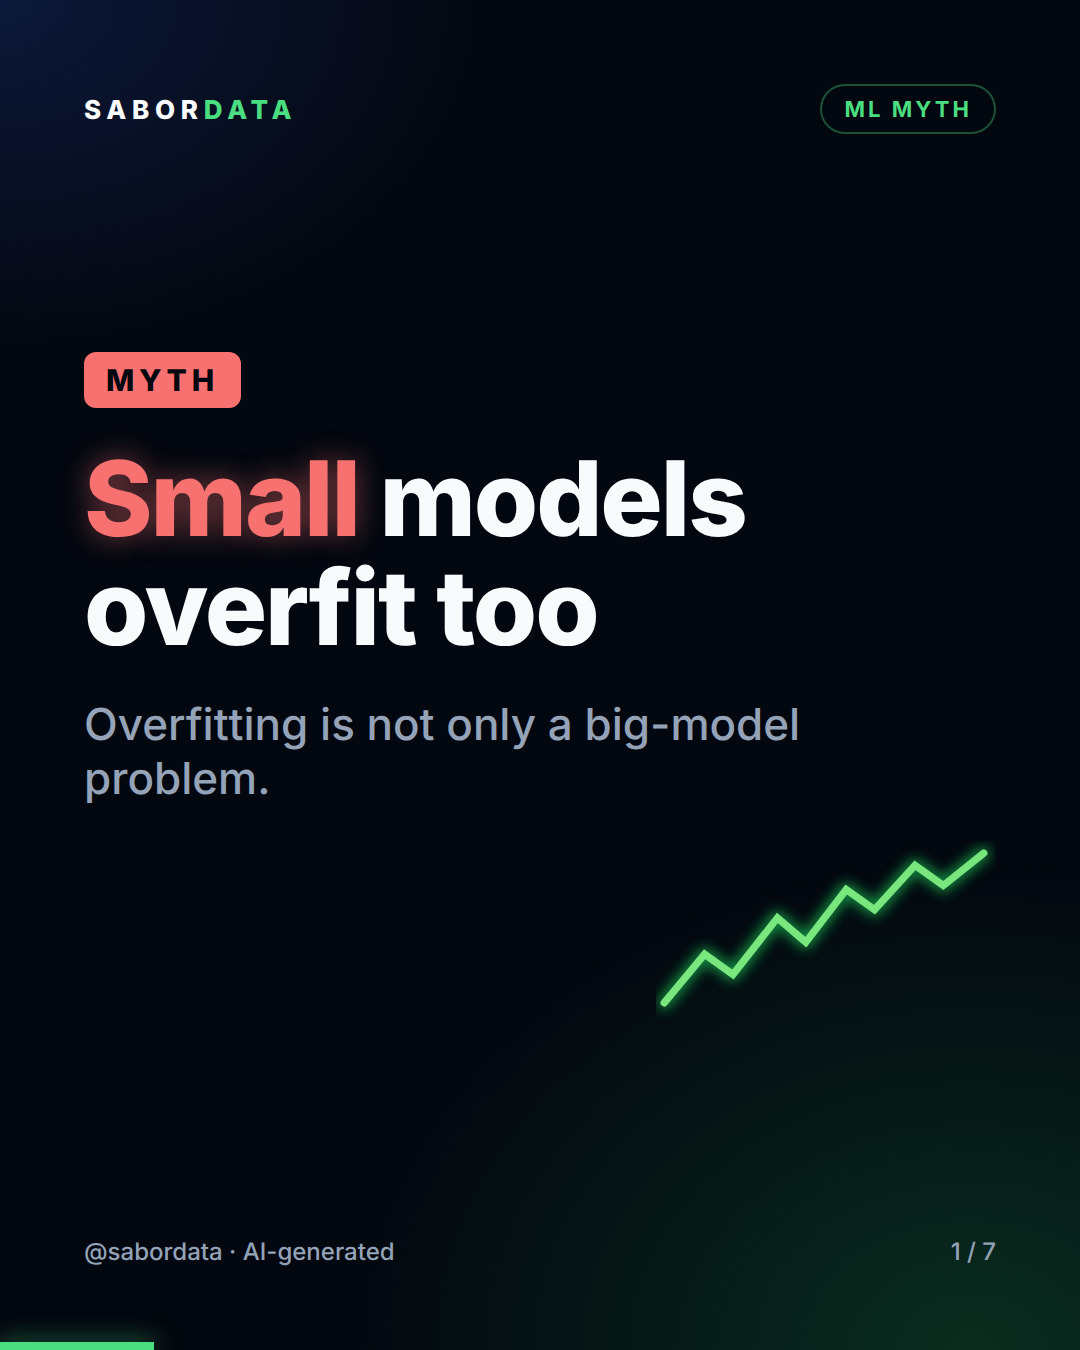 SABORDATA
ML MYTH
MYTH
Small models
overfit too
Overfitting is not only a big-model
problem.
@sabordata · AI-generated
1 / 7